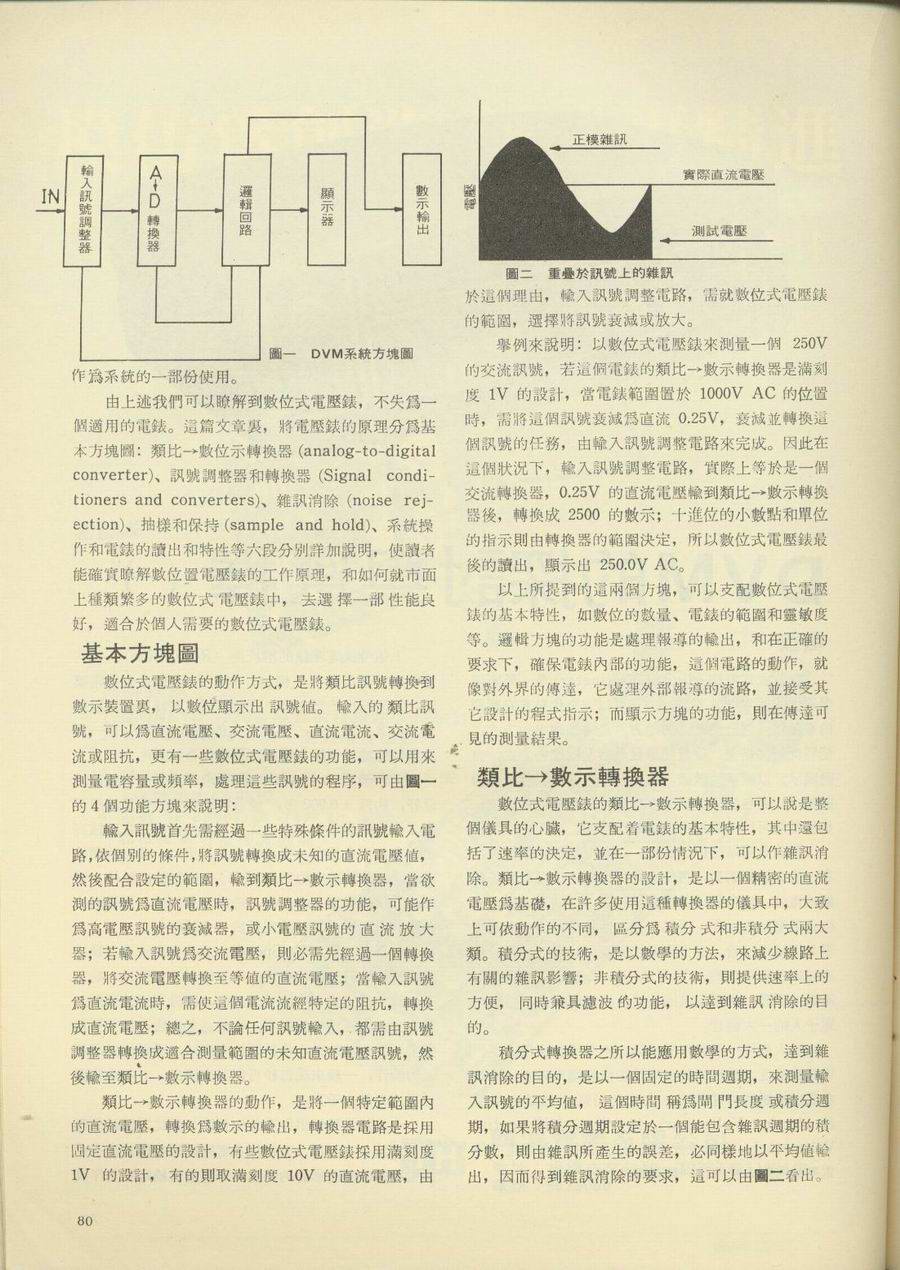 IN
輸入訊號調整器
A→D轉換器
邏輯回路
顯示器
數示輸出
圖一 DVM系統方塊圖
作爲系統的一部份使用。
由上述我們可以瞭解到數位式電壓錶，不失爲一
個適用的電錶。這篇文章裏，將電壓錶的原理分爲基
本方塊圖：類比→數位示轉換器 (analog-to-digital
converter)、訊號調整器和轉換器 (Signal condi-
tioners and converters)、雜訊消除 (noise rej-
ection)、抽樣和保持 (sample and hold)、系統操
作和電錶的讀出和特性等六段分別詳加說明，使讀者
能確實瞭解數位置電壓錶的工作原理，和如何就市面
上種類繁多的數位式電壓錶中，去選擇一部性能良
好，適合於個人需要的數位式電壓錶。
基本方塊圖
數位式電壓錶的動作方式，是將類比訊號轉換到
數示裝置裏，以數位顯示出訊號值。輸入的類比訊
號，可以爲直流電壓、交流電壓、直流電流、交流電
流或阻抗，更有一些數位式電壓錶的功能，可以用來
測量電容量或頻率，處理這些訊號的程序，可由圖一
的 4 個功能方塊來說明：
輸入訊號首先需經過一些特殊條件的訊號輸入電
路，依個別的條件，將訊號轉換成未知的直流電壓値，
然後配合設定的範圍，輸到類比→數示轉換器，當欲
測的訊號爲直流電壓時，訊號調整器的功能，可能作
爲高電壓訊號的衰減器，或小電壓訊號的直流放大
器；若輸入訊號爲交流電壓，則必需先經過一個轉換
器，將交流電壓轉換至等値的直流電壓；當輸入訊號
爲直流電流時，需使這個電流流經特定的阻抗，轉換
成直流電壓；總之，不論任何訊號輸入，都需由訊號
調整器轉換成適合測量範圍的未知直流電壓訊號，然
後輸至類比→數示轉換器。
類比→數示轉換器的動作，是將一個特定範圍內
的直流電壓，轉換爲數示的輸出，轉換器電路是採用
固定直流電壓的設計，有些數位式電壓錶採用滿刻度
1V 的設計，有的則取滿刻度 10V 的直流電壓，由
80
電壓
正模雜訊
實際直流電壓
測試電壓
圖二 重疊於訊號上的雜訊
於這個理由，輸入訊號調整電路，需就數位式電壓錶
的範圍，選擇將訊號衰減或放大。
舉例來說明：以數位式電壓錶來測量一個 250V
的交流訊號，若這個電錶的類比→數示轉換器是滿刻
度 1V 的設計，當電錶範圍置於 1000V AC 的位置
時，需將這個訊號衰減爲直流 0.25V，衰減並轉換這
個訊號的任務，由輸入訊號調整電路來完成。因此在
這個狀況下，輸入訊號調整電路，實際上等於是一個
交流轉換器，0.25V 的直流電壓輸到類比→數示轉換
器後，轉換成 2500 的數示；十進位的小數點和單位
的指示則由轉換器的範圍決定，所以數位式電壓錶最
後的讀出，顯示出 250.0V AC。
以上所提到的這兩個方塊，可以支配數位式電壓
錶的基本特性，如數位的數量、電錶的範圍和靈敏度
等。邏輯方塊的功能是處理報導的輸出，和在正確的
要求下，確保電錶內部的功能，這個電路的動作，就
像對外界的傳達，它處理外部報導的流路，並接受其
它設計的程式指示；而顯示方塊的功能，則在傳達可
見的測量結果。
類比→數示轉換器
數位式電壓錶的類比→數示轉換器，可以說是整
個儀具的心臟，它支配着電錶的基本特性，其中還包
括了速率的決定，並在一部份情況下，可以作雜訊消
除。類比→數示轉換器的設計，是以一個精密的直流
電壓爲基礎，在許多使用這種轉換器的儀具中，大致
上可依動作的不同，區分爲積分式和非積分式兩大
類。積分式的技術，是以數學的方法，來減少線路上
有關的雜訊影響；非積分式的技術，則提供速率上的
方便，同時兼具濾波的功能，以達到雜訊消除的目
的。
積分式轉換器之所以能應用數學的方式，達到雜
訊消除的目的，是以一個固定的時間週期，來測量輸
入訊號的平均値，這個時間稱爲閘門長度或積分週
期，如果將積分週期設定於一個能包含雜訊週期的積
分數，則由雜訊所產生的誤差，必同樣地以平均値輸
出，因而得到雜訊消除的要求，這可以由圖二看出。